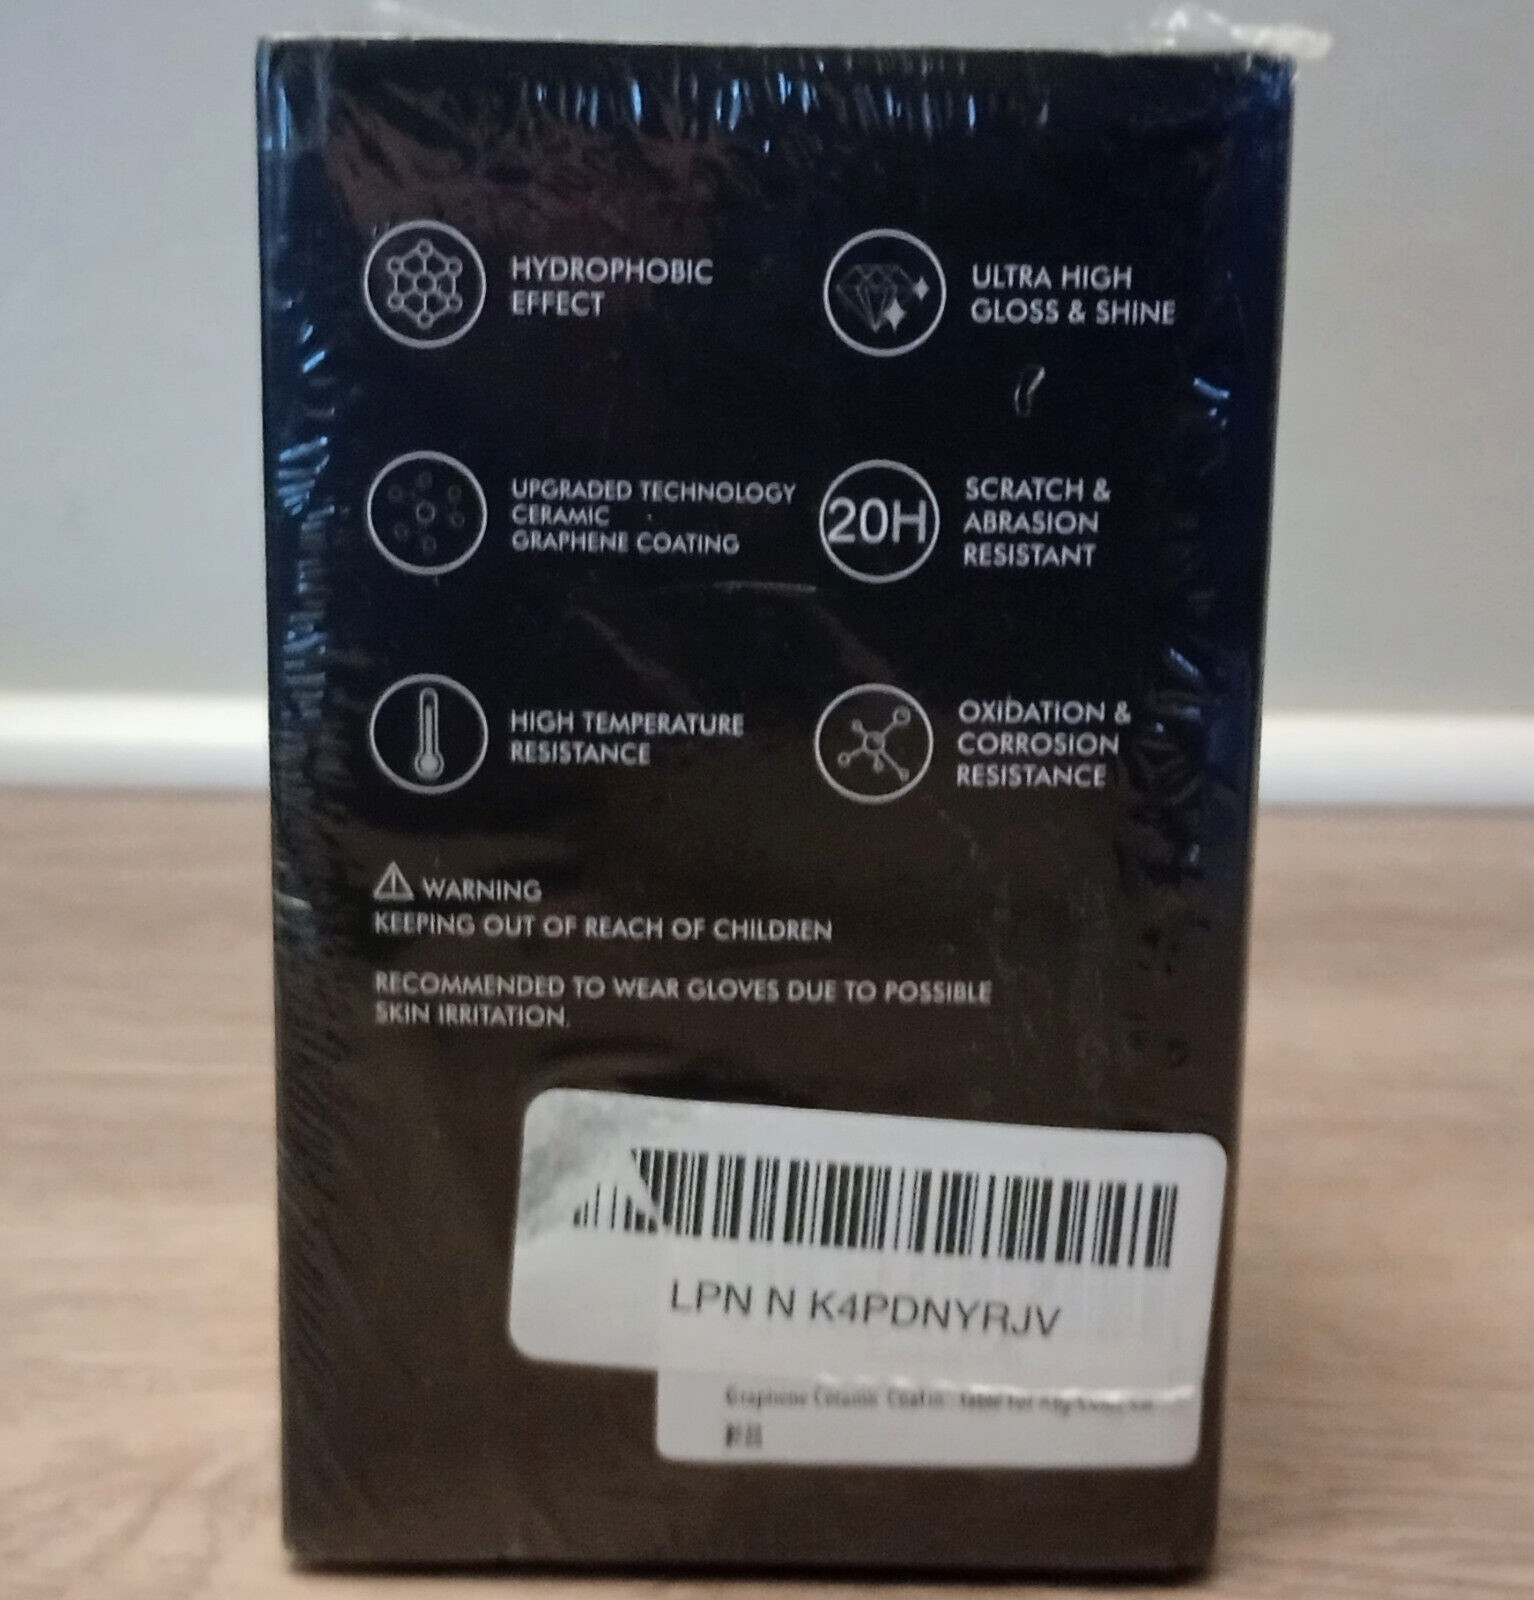 HYDROPHOBIC
EFFECT
ULTRA HIGH
GLOSS & SHINE
UPGRADED TECHNOLOGY
CERAMIC
GRAPHENE COATING
20H
SCRATCH &
ABRASION
RESISTANT
HIGH TEMPERATURE
RESISTANCE
OXIDATION &
CORROSION
RESISTANCE
WARNING
KEEPING OUT OF REACH OF CHILDREN
RECOMMENDED TO WEAR GLOVES DUE TO POSSIBLE
SKIN IRRITATION.
LPN N K4PDNYRJV
Graphene Ceramic